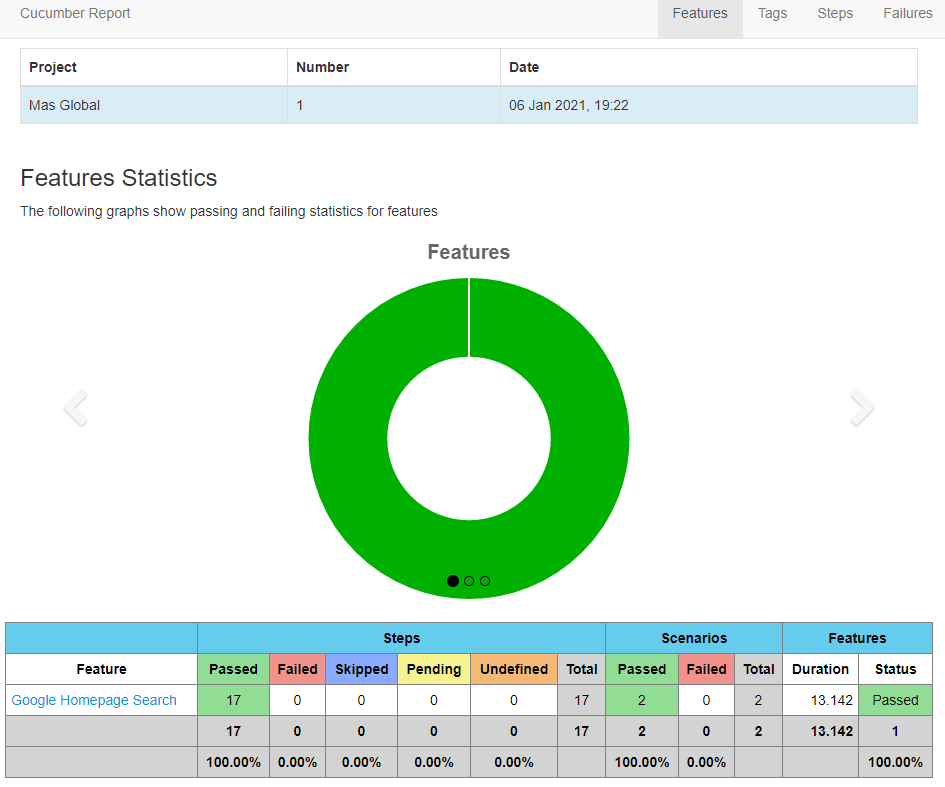 Cucumber Report Features Tags Steps Failures
Project Number Date
Mas Global 1 06 Jan 2021, 19:22
Features Statistics
The following graphs show passing and failing statistics for features
Features
Steps Scenarios Features
Feature Passed Failed Skipped Pending Undefined Total Passed Failed Total Duration Status
Google Homepage Search 17 0 0 0 0 17 2 0 2 13.142 Passed
17 0 0 0 0 17 2 0 2 13.142 1
100.00% 0.00% 0.00% 0.00% 0.00% 100.00% 0.00% 100.00%